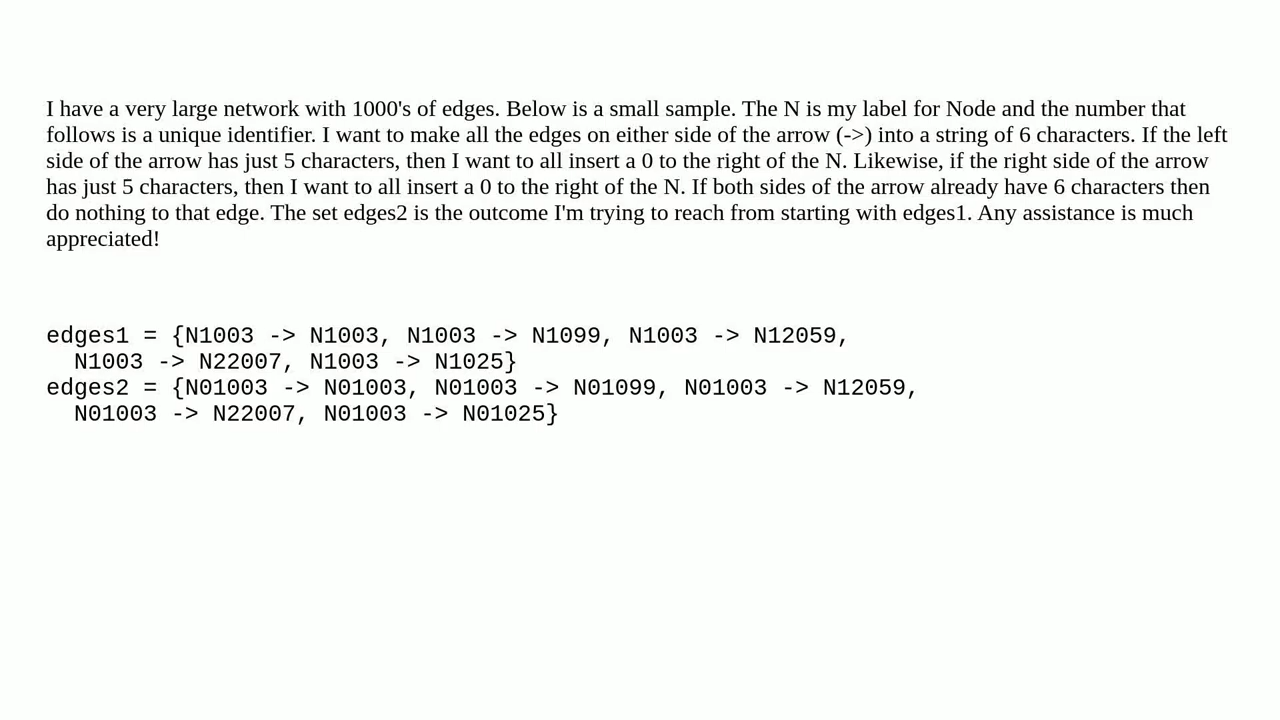 I have a very large network with 1000's of edges. Below is a small sample. The N is my label for Node and the number that
follows is a unique identifier. I want to make all the edges on either side of the arrow (->) into a string of 6 characters. If the left
side of the arrow has just 5 characters, then I want to all insert a 0 to the right of the N. Likewise, if the right side of the arrow
has just 5 characters, then I want to all insert a 0 to the right of the N. If both sides of the arrow already have 6 characters then
do nothing to that edge. The set edges2 is the outcome I'm trying to reach from starting with edges1. Any assistance is much
appreciated!
edges1 = {N1003 -> N1003, N1003 -> N1099, N1003 -> N12059,
N1003 -> N22007, N1003 -> N1025}
edges2 = {N01003 -> N01003, N01003 -> N01099, N01003 -> N12059,
N01003 -> N22007, N01003 -> N01025}